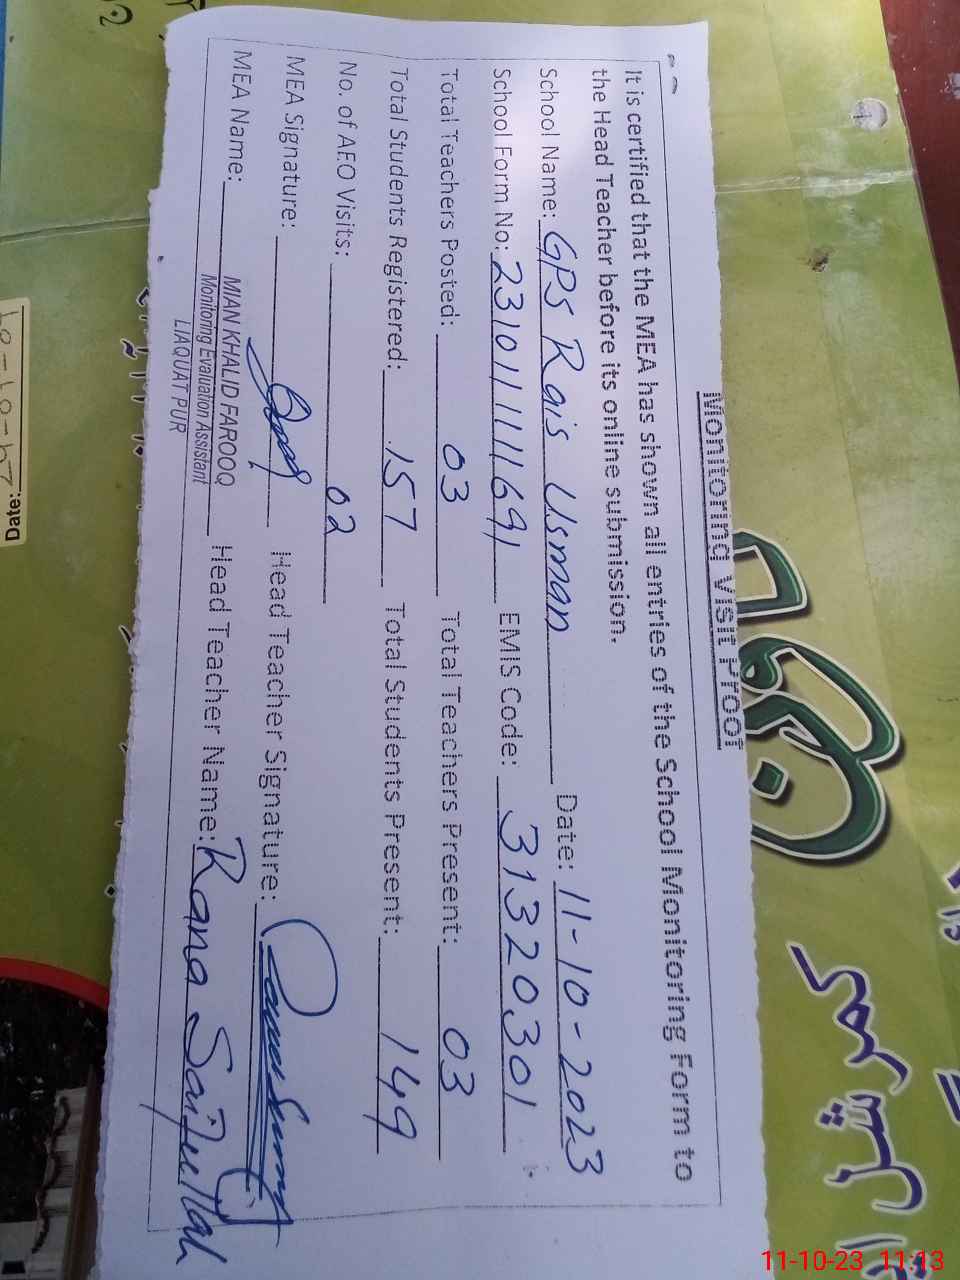 Monitoring Visit Proof
It is certified that the MEA has shown all entries of the School Monitoring Form to
the Head Teacher before its online submission.
School Name: GPS Rais Usman Date: 11-10-2023
School Form No: 23101111691 EMIS Code: 31320301
Total Teachers Posted: 03 Total Teachers Present: 03
Total Students Registered: 157 Total Students Present: 149
No. of AEO Visits: 02
MEA Signature: Head Teacher Signature:
MEA Name: MIAN KHALID FAROOQ Head Teacher Name: Rana Saifullah
Monitoring Evaluation Assistant
LIAQUAT PUR
کمرشل
Date:
11-10-23 11:13